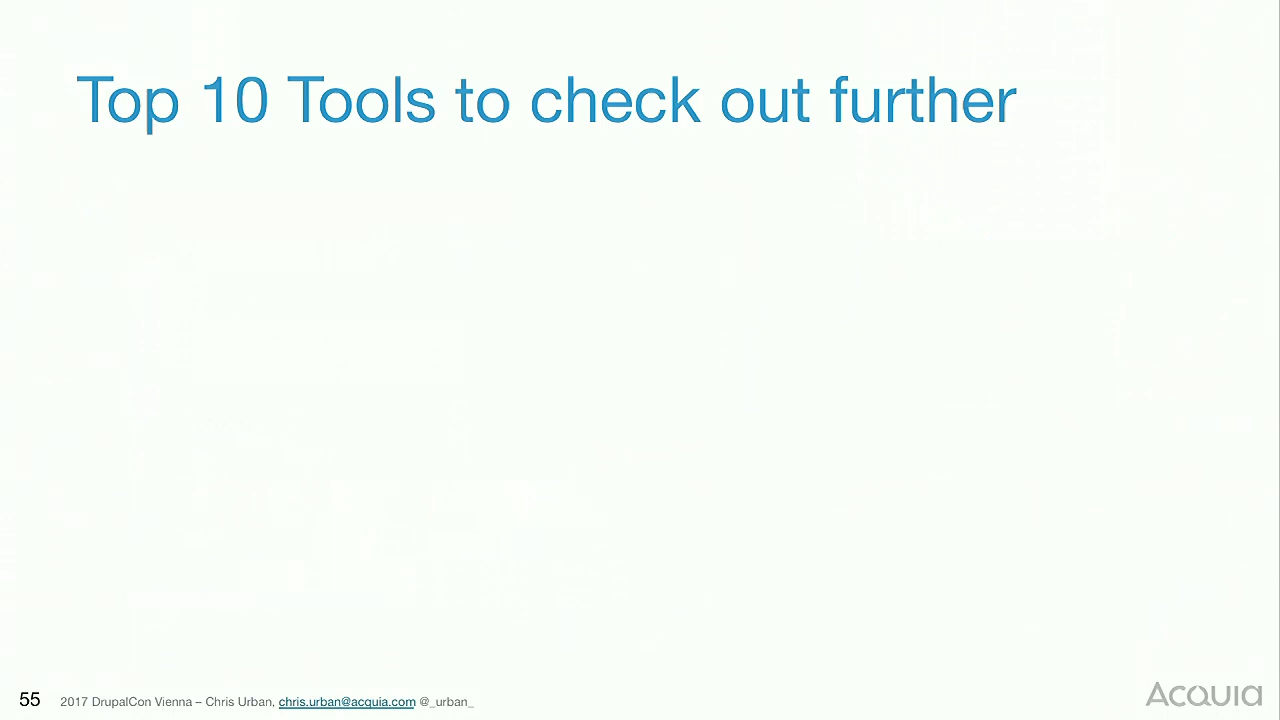 Top 10 Tools to check out further
55 2017 DrupalCon Vienna – Chris Urban, chris.urban@acquia.com @_urban_
Acquia